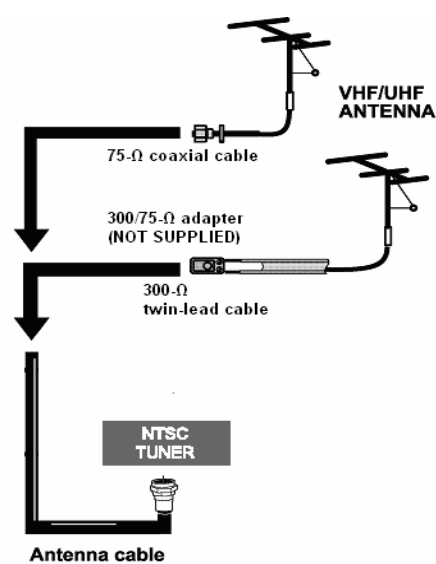 VHF/UHF
ANTENNA
75-Ω coaxial cable
300/75-Ω adapter
(NOT SUPPLIED)
300-Ω
twin-lead cable
NTSC
TUNER
Antenna cable